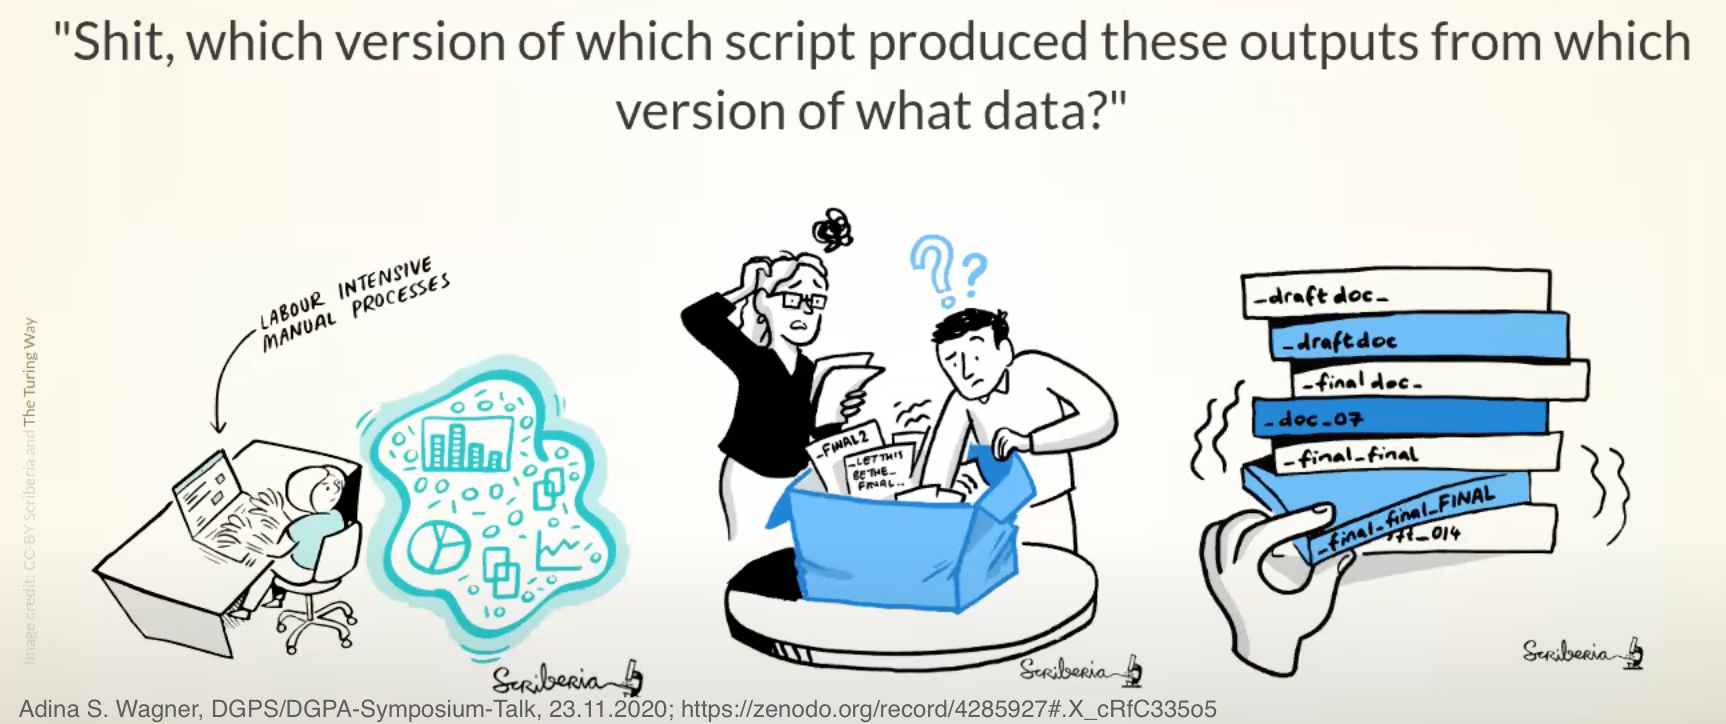 "Shit, which version of which script produced these outputs from which
version of what data?"
LABOUR INTENSIVE
MANUAL PROCESSES
_FINAL2
_LET THIS
BE THE_
FINAL..
??
_draft doc_
_draft doc
_final doc_
_doc_07
_final_final
_final_final_FINAL
ft_014
Scriberia
Scriberia
Scriberia
Image credit: CC-BY Scriberia and The Turing Way
Adina S. Wagner, DGPS/DGPA-Symposium-Talk, 23.11.2020; https://zenodo.org/record/4285927#.X_cRfC335o5